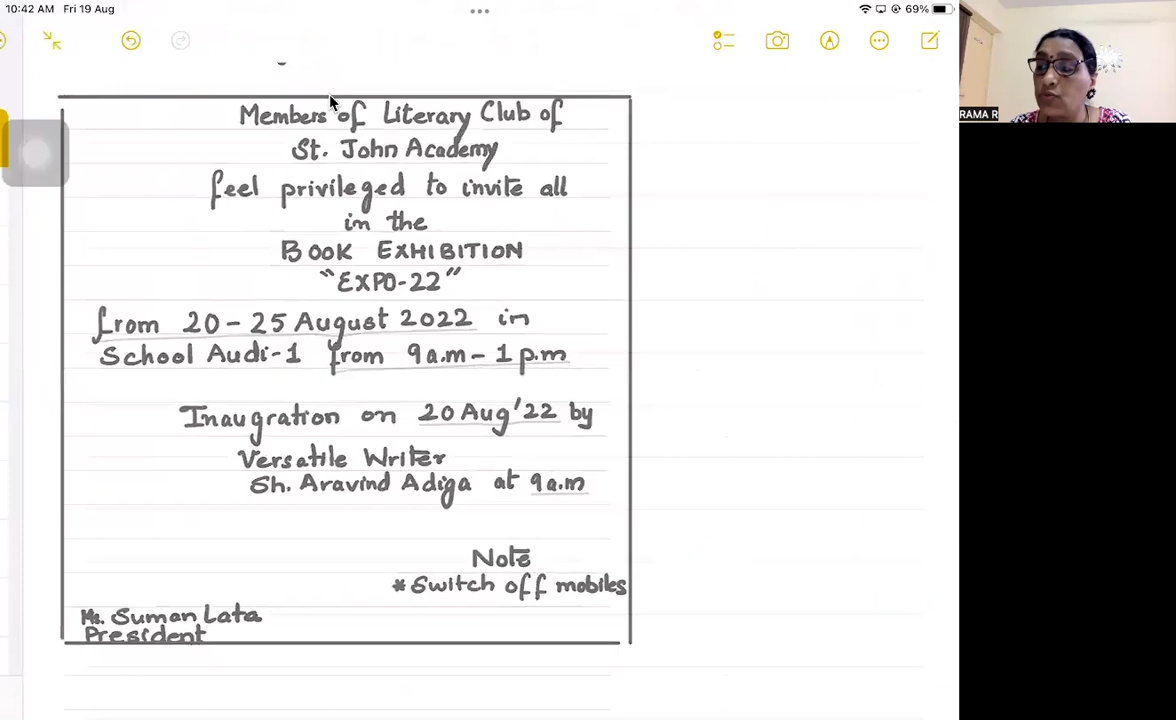 10:42 AM Fri 19 Aug
69%
Members of Literary Club of
St. John Academy
feel privileged to invite all
in the
BOOK EXHIBITION
"EXPO-22"
from 20-25 August 2022 in
School Audi-1 from 9a.m - 1 p.m
Inaugration on 20 Aug'22 by
Versatile Writer
Sh. Aravind Adiga at 9a.m
Note
*Switch off mobiles
Ms. Suman Lata
President
RAMA R